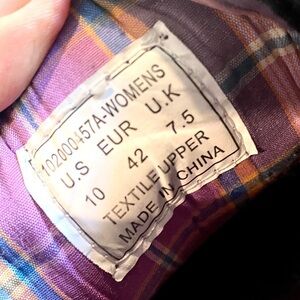 102000457A-WOMENS
U.S EUR U.K
10 42 7.5
TEXTILE UPPER
MADE IN CHINA